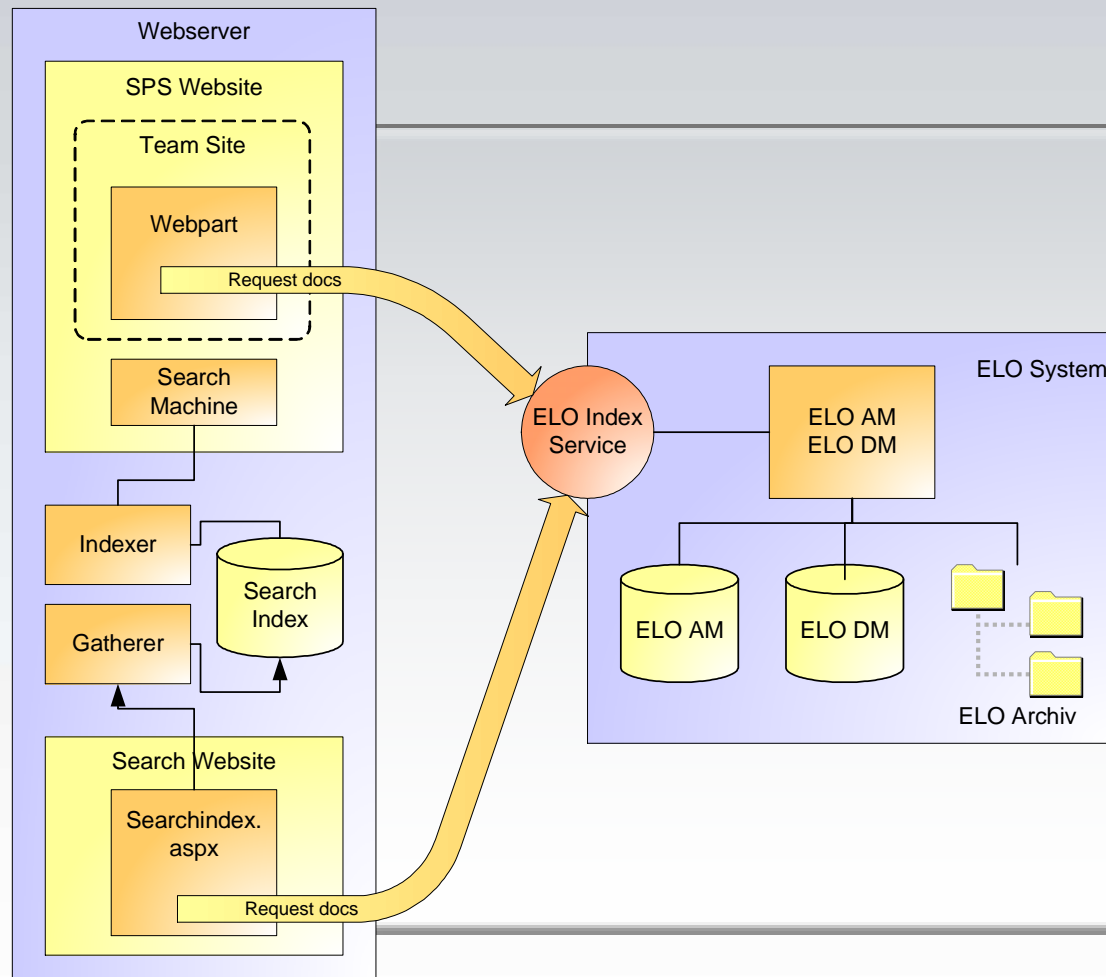 Webserver
SPS Website
Team Site
Webpart
Request docs
Search
Machine
Indexer
Search
Index
Gatherer
Search Website
Searchindex.
aspx
Request docs
ELO Index
Service
ELO System
ELO AM
ELO DM
ELO AM
ELO DM
ELO Archiv